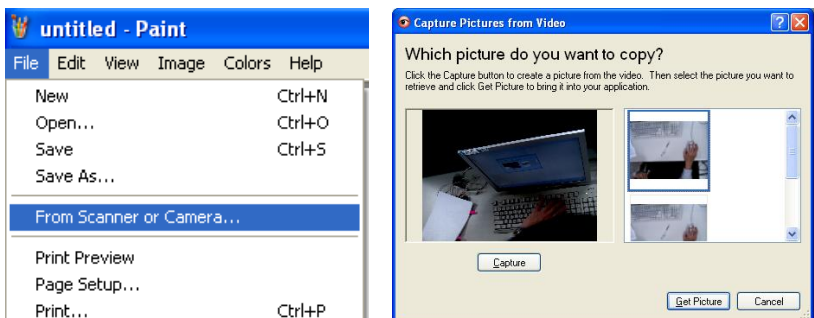 untitled - Paint
File Edit View Image Colors Help
New Ctrl+N
Open... Ctrl+O
Save Ctrl+S
Save As...
From Scanner or Camera...
Print Preview
Page Setup...
Print... Ctrl+P
Capture Pictures from Video
Which picture do you want to copy?
Click the Capture button to create a picture from the video. Then select the picture you want to
retrieve and click Get Picture to bring it into your application.
Capture
Get Picture Cancel